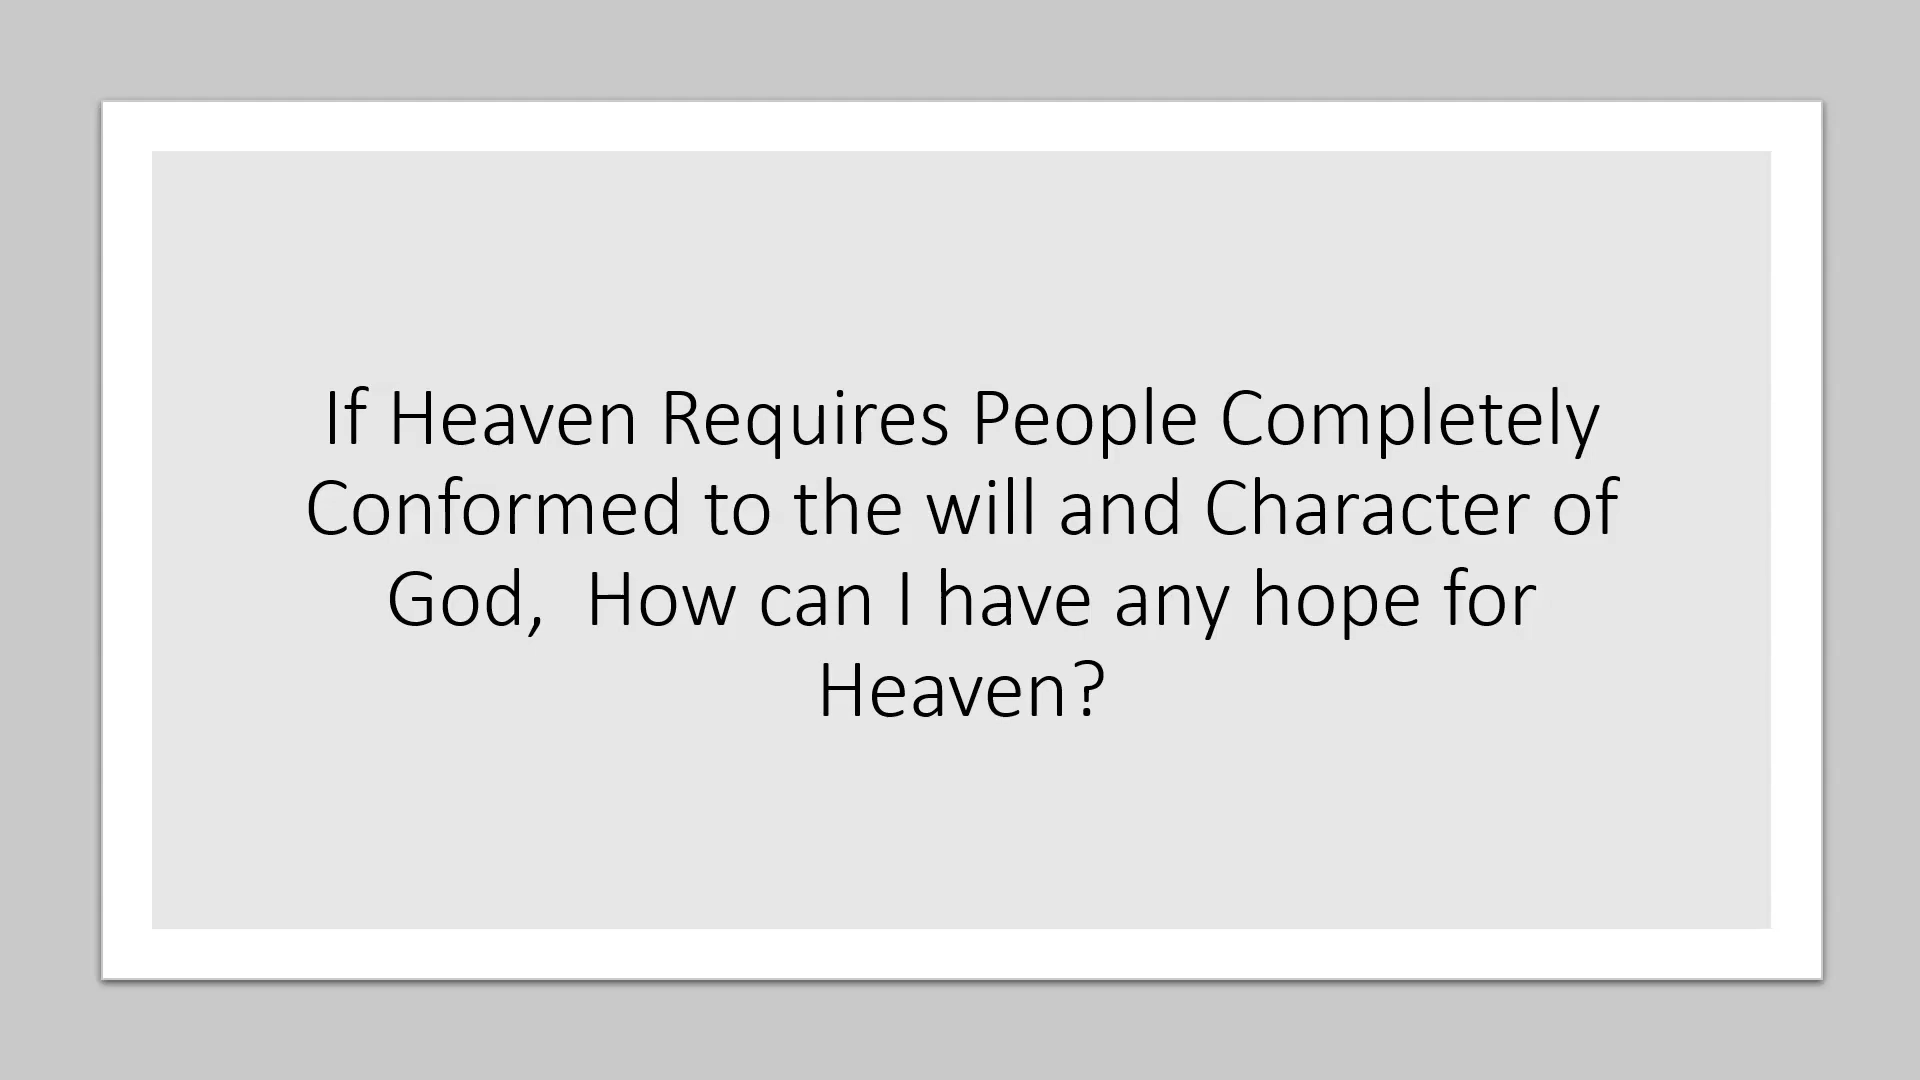 If Heaven Requires People Completely
Conformed to the will and Character of
God,  How can I have any hope for
Heaven?